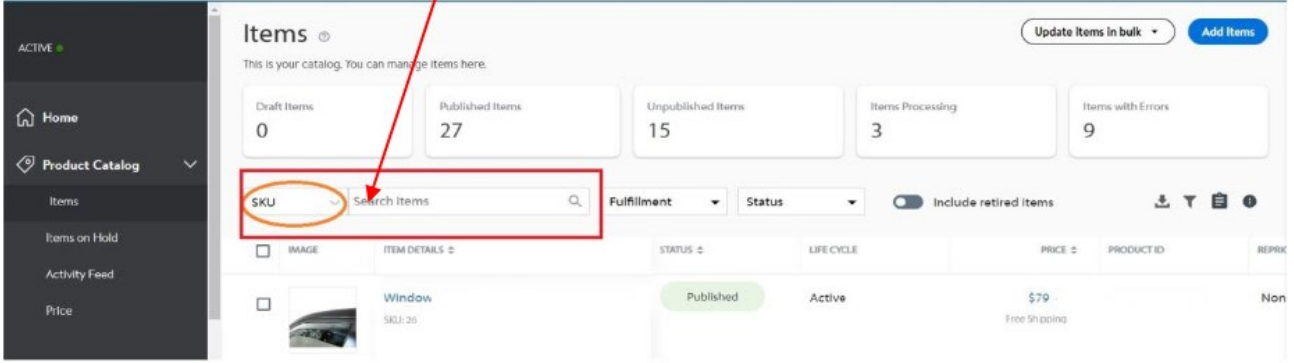 ACTIVE
Home
Product Catalog
Items
Items on Hold
Activity Feed
Price
Items
This is your catalog. You can manage items here.
Update Items in bulk
Add Items
Draft Items
0
Published Items
27
Unpublished Items
15
Items Processing
3
Items with Errors
9
SKU
Search Items
Fulfillment
Status
Include retired items
IMAGE
ITEM DETAILS
STATUS
LIFE CYCLE
PRICE
PRODUCT ID
REPRIC
Window
SKU: 26
Published
Active
$79
Free Shipping
Non